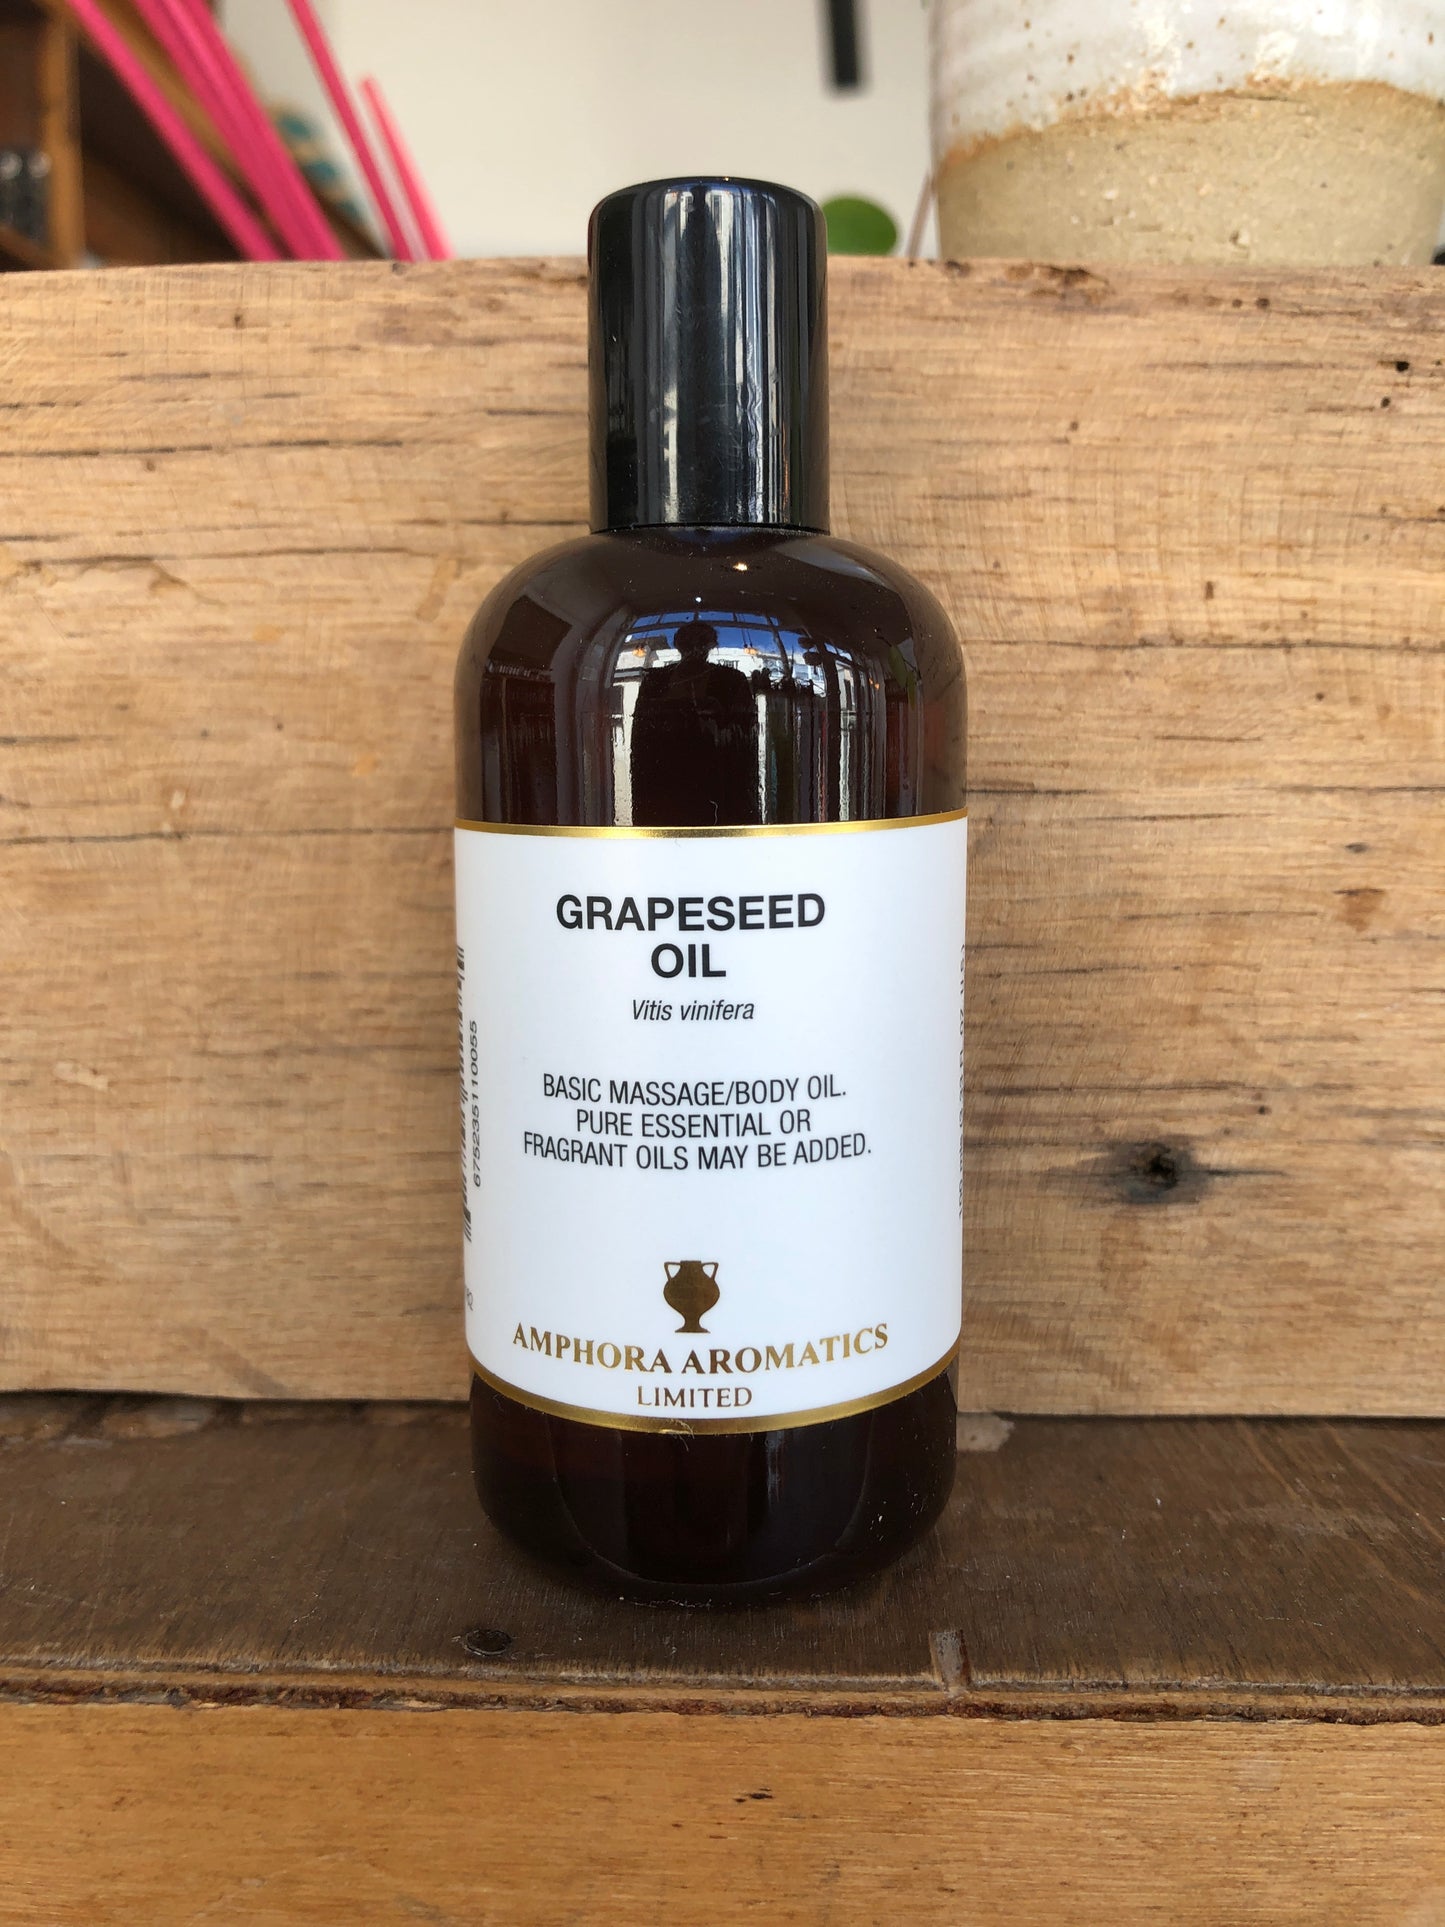 GRAPESEED
OIL
Vitis vinifera
BASIC MASSAGE/BODY OIL.
PURE ESSENTIAL OR
FRAGRANT OILS MAY BE ADDED.
AMPHORA AROMATICS
LIMITED
675235110055